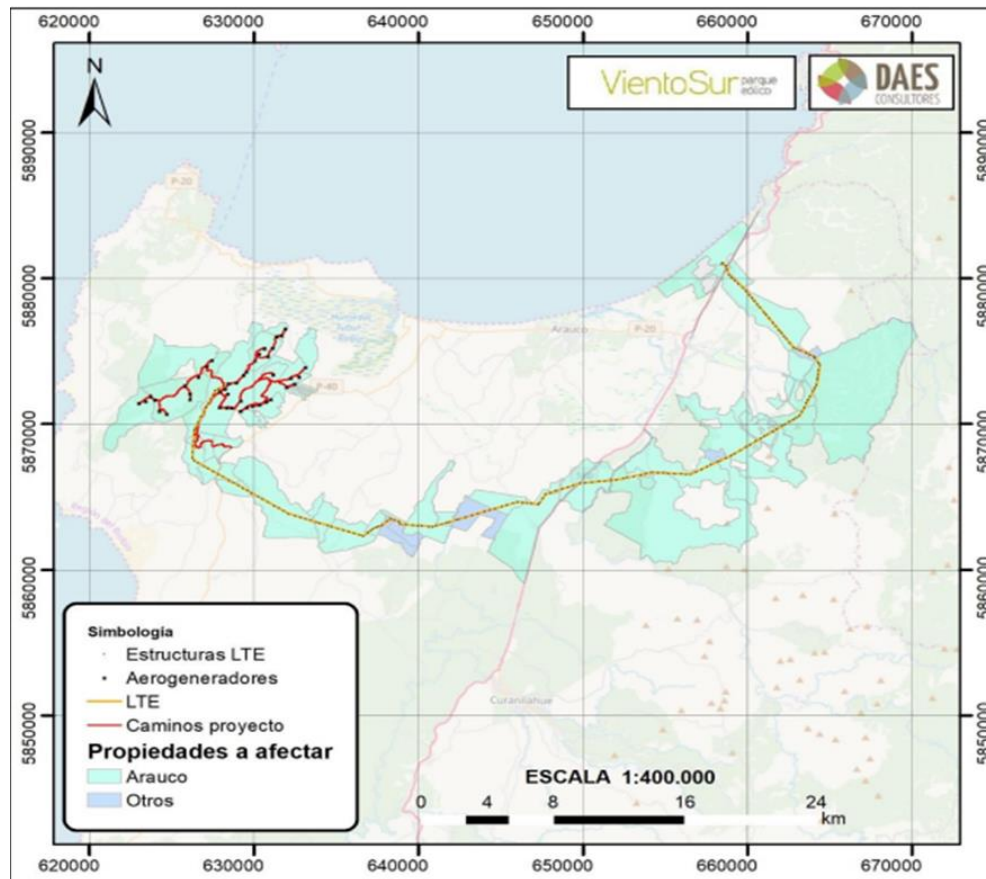 620000 630000 640000 650000 660000 670000
Viento Sur parque eólico
DAES
CONSULTORES
N
5890000
5890000
P-20
5880000
5880000
Arauco
P-20
P-40
5870000
5870000
5860000
5860000
Curanilahue
5850000
5850000
Simbología
Estructuras LTE
Aerogeneradores
LTE
Caminos proyecto
Propiedades a afectar
Arauco
Otros
ESCALA 1:400.000
0 4 8 16 24
km
620000 630000 640000 650000 660000 670000